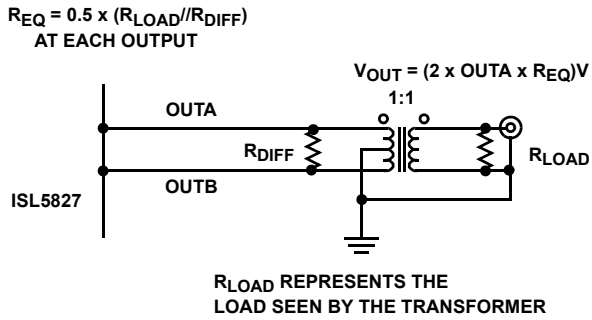 REQ = 0.5 x (RLOAD//RDIFF)
AT EACH OUTPUT
VOUT = (2 x OUTA x REQ)V
1:1
OUTA
RDIFF
RLOAD
OUTB
ISL5827
RLOAD REPRESENTS THE
LOAD SEEN BY THE TRANSFORMER